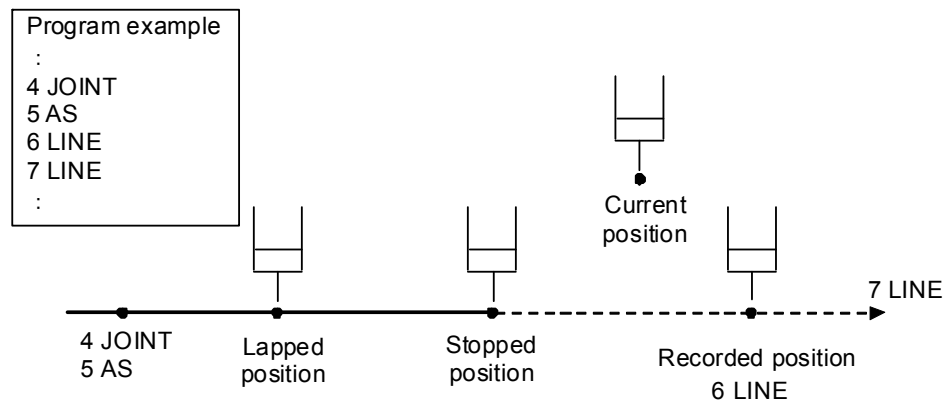 Program example
:
4 JOINT
5 AS
6 LINE
7 LINE
:
Current
position
7 LINE
4 JOINT
5 AS
Lapped
position
Stopped
position
Recorded position
6 LINE